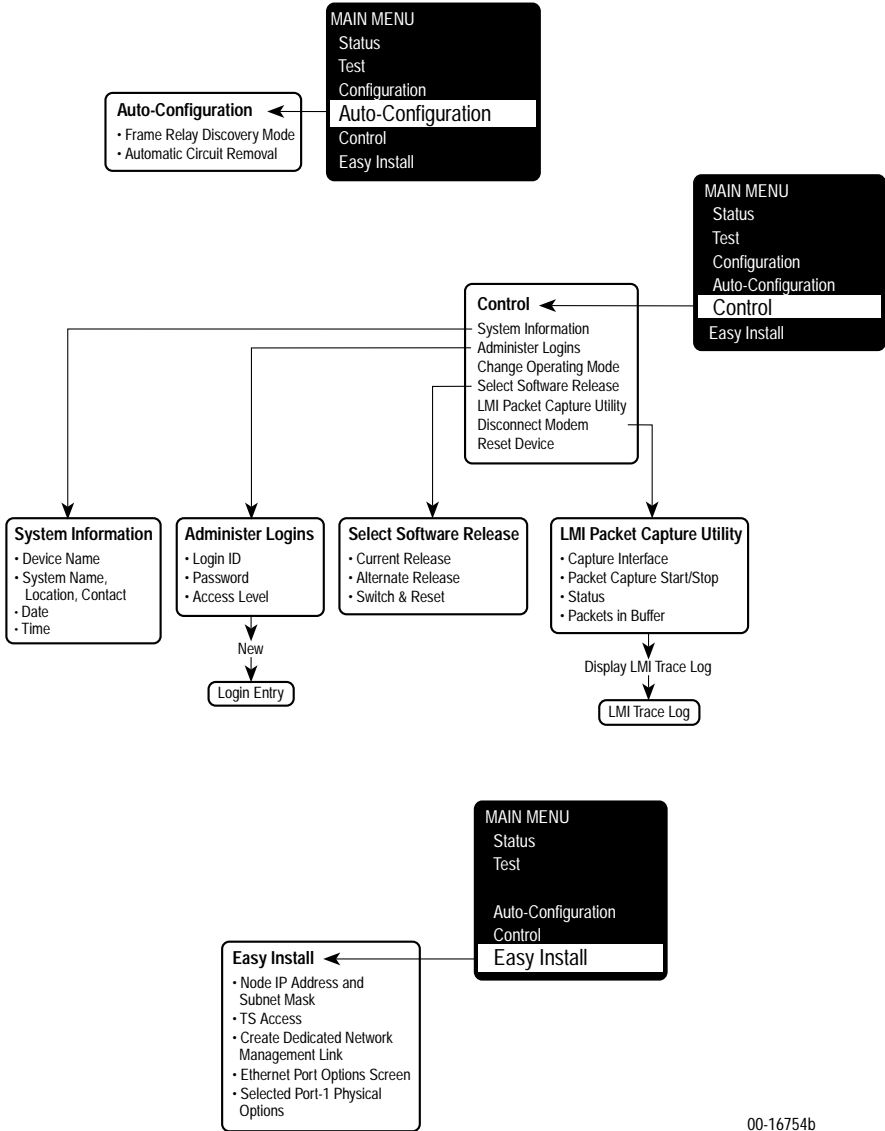 MAIN MENU
Status
Test
Configuration
Auto-Configuration
Control
Easy Install
Auto-Configuration
• Frame Relay Discovery Mode
• Automatic Circuit Removal
MAIN MENU
Status
Test
Configuration
Auto-Configuration
Control
Easy Install
Control
System Information
Administer Logins
Change Operating Mode
Select Software Release
LMI Packet Capture Utility
Disconnect Modem
Reset Device
System Information
• Device Name
• System Name,
Location, Contact
• Date
• Time
Administer Logins
• Login ID
• Password
• Access Level
New
Login Entry
Select Software Release
• Current Release
• Alternate Release
• Switch & Reset
LMI Packet Capture Utility
• Capture Interface
• Packet Capture Start/Stop
• Status
• Packets in Buffer
Display LMI Trace Log
LMI Trace Log
MAIN MENU
Status
Test
Auto-Configuration
Control
Easy Install
Easy Install
• Node IP Address and
Subnet Mask
• TS Access
• Create Dedicated Network
Management Link
• Ethernet Port Options Screen
• Selected Port-1 Physical
Options
00-16754b